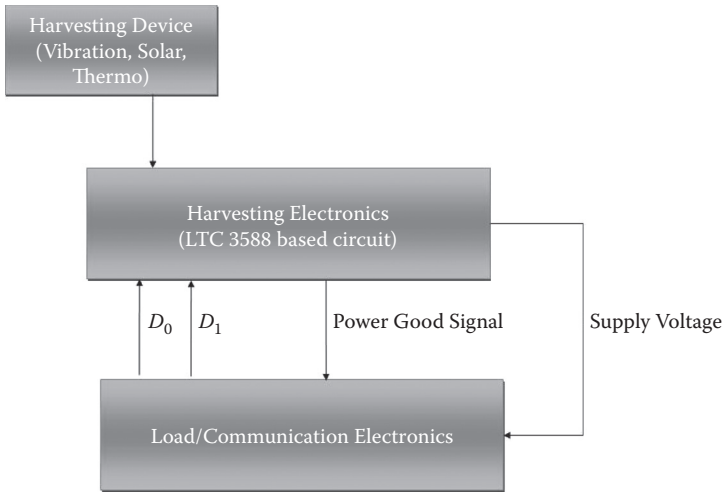 Harvesting Device
(Vibration, Solar,
Thermo)
Harvesting Electronics
(LTC 3588 based circuit)
D₀ D₁ Power Good Signal Supply Voltage
Load/Communication Electronics